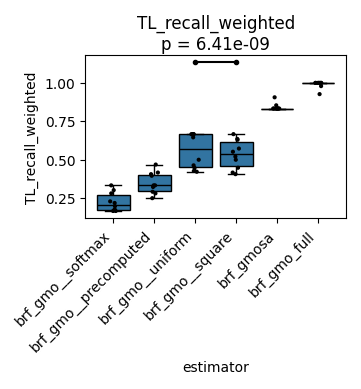 TL_recall_weighted
p = 6.41e-09
TL_recall_weighted
1.00
0.75
0.50
0.25
brf_gmo__softmax
brf_gmo__precomputed
brf_gmo__uniform
brf_gmo__square
brf_gmosa
brf_gmo_full
estimator